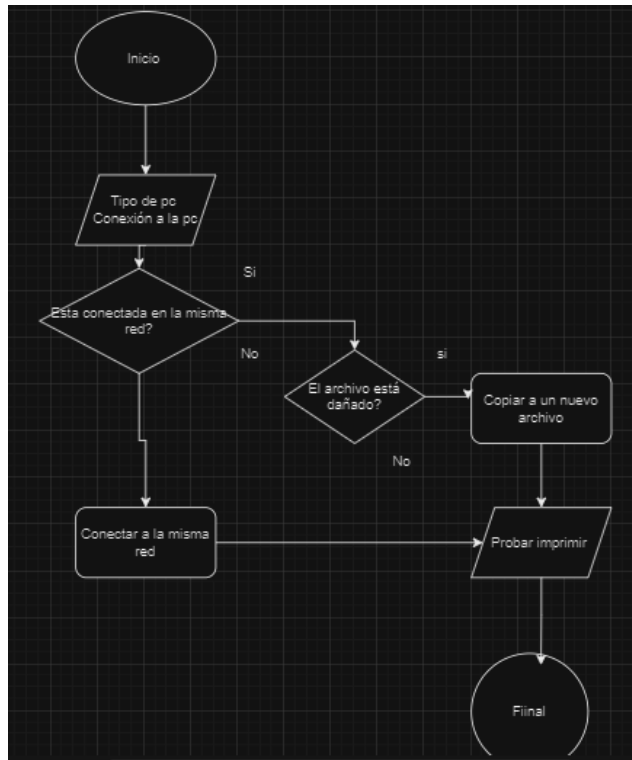 Inicio
Tipo de pc
Conexión a la pc
Si
Esta conectada en la misma
red?
No
si
El archivo está
dañado?
Copiar a un nuevo
archivo
No
Conectar a la misma
red
Probar imprimir
Fiinal